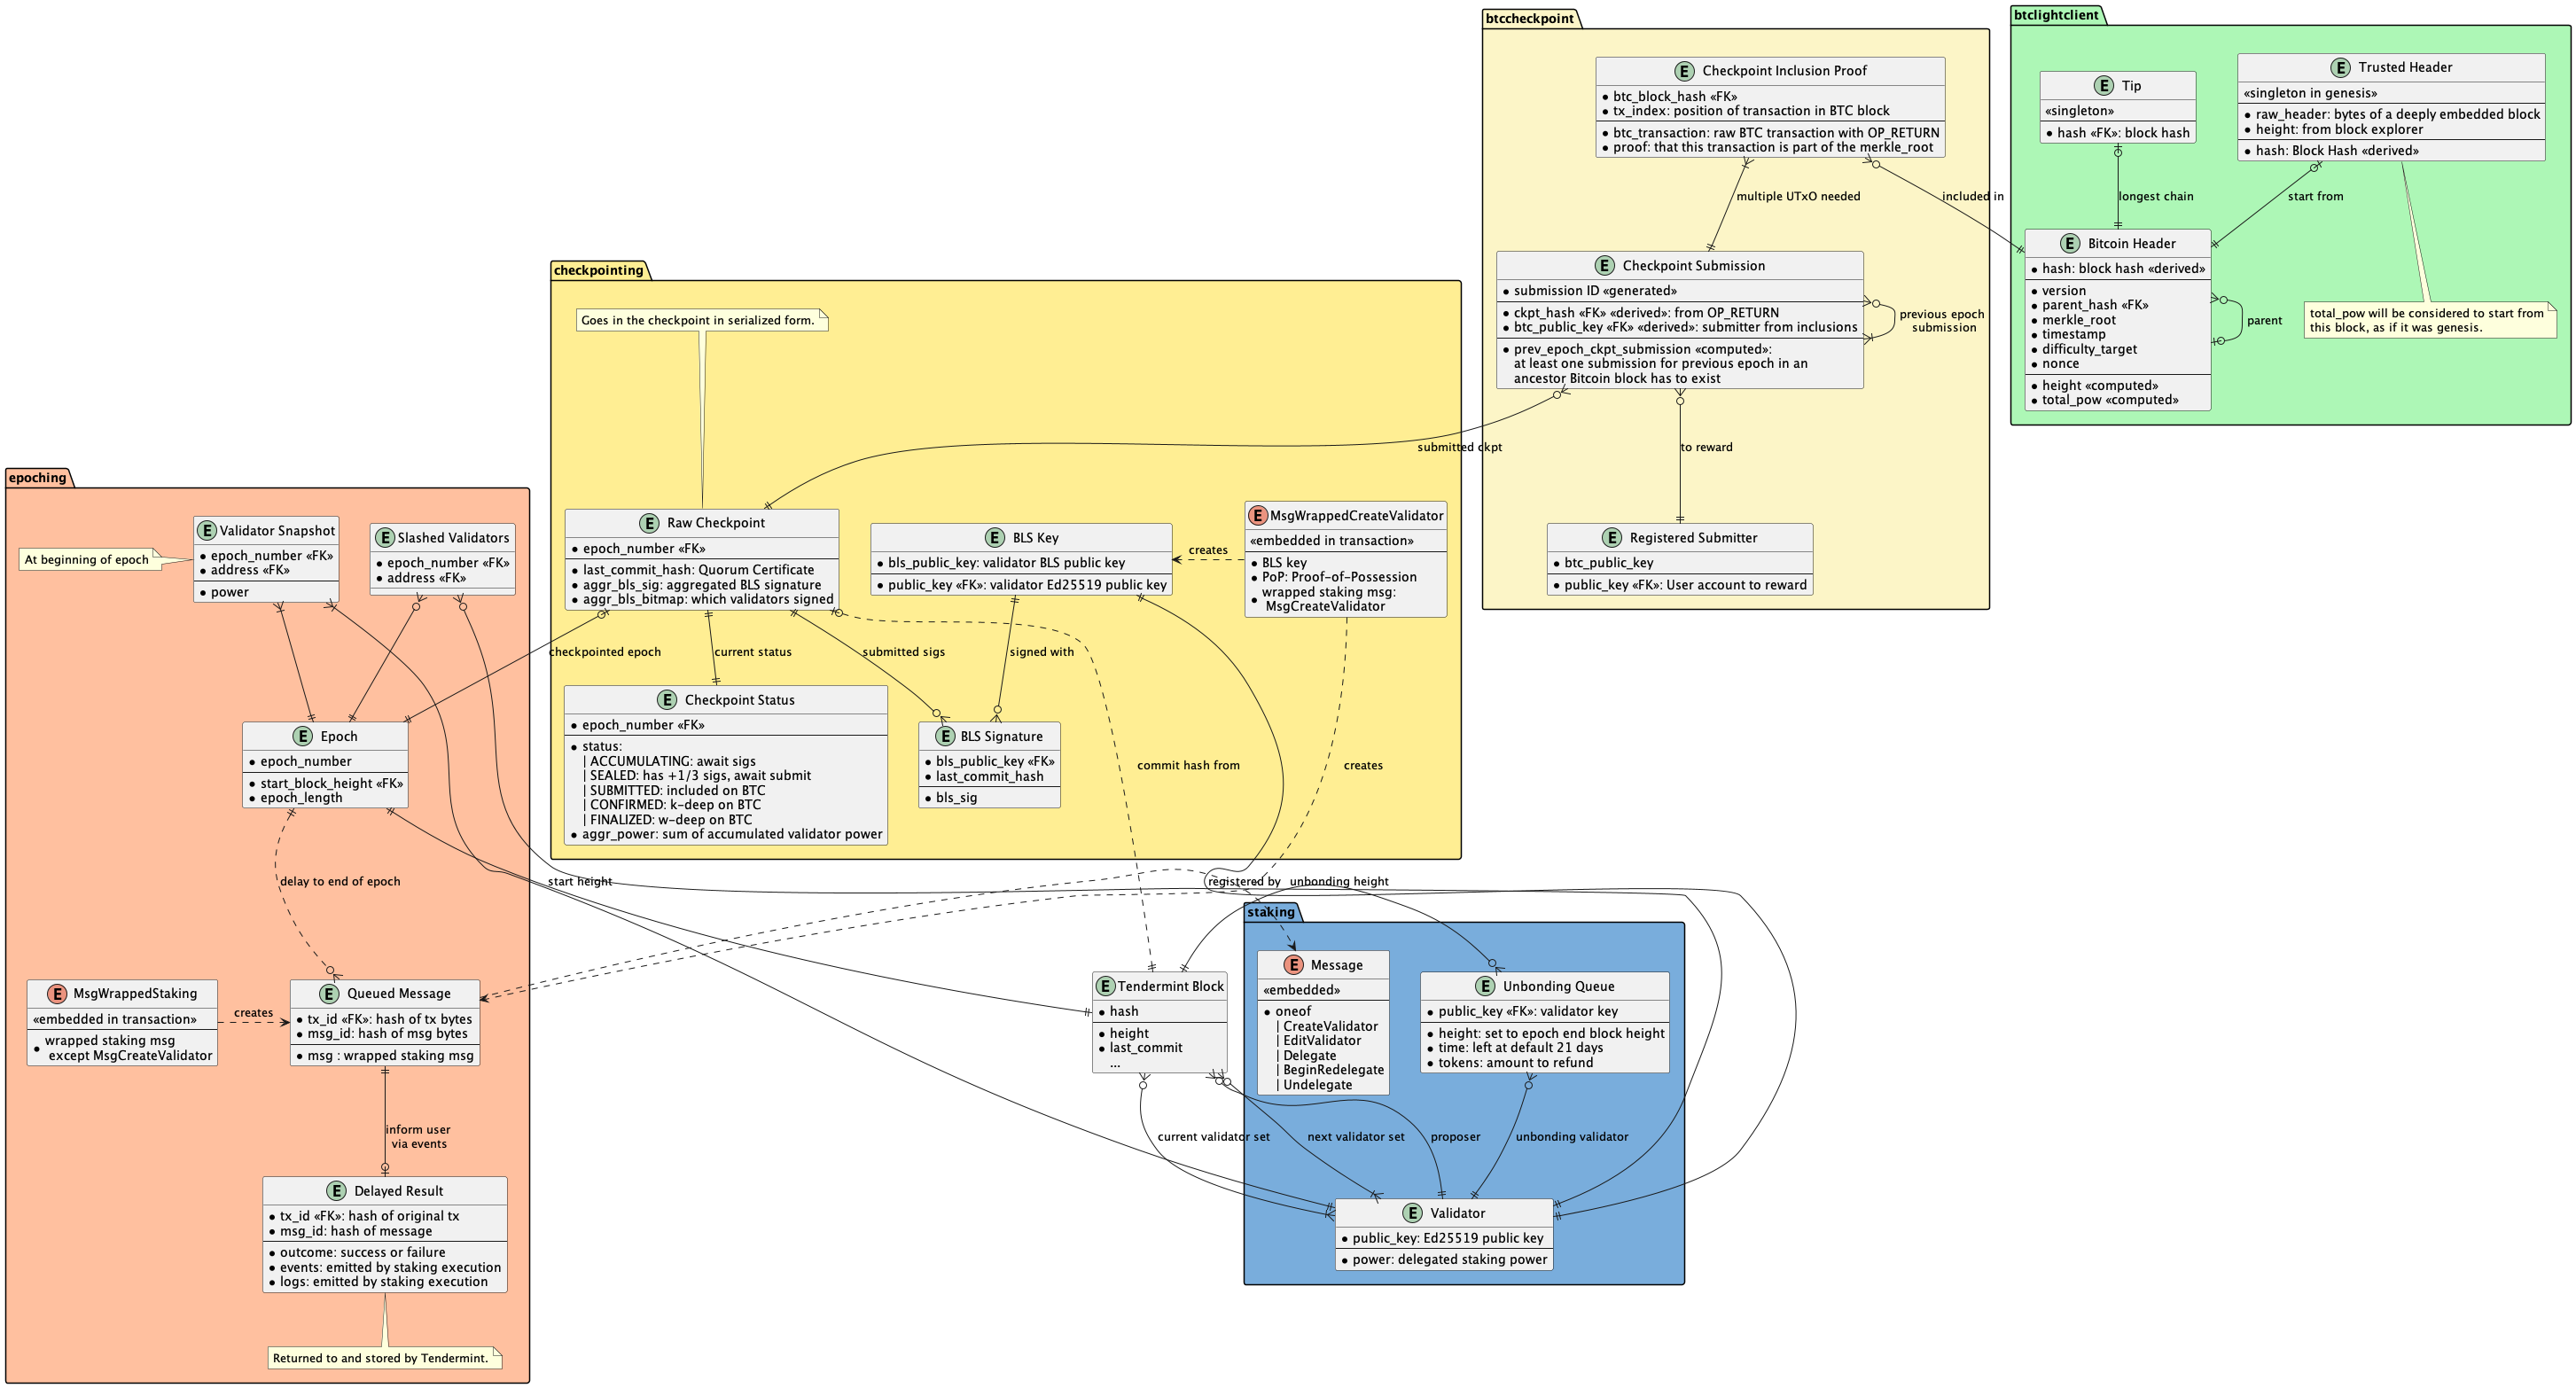 btclightclient
Tip
«singleton»
hash «FK»: block hash
Trusted Header
«singleton in genesis»
raw_header: bytes of a deeply embedded block
height: from block explorer
hash: Block Hash «derived»
longest chain
start from
Bitcoin Header
hash: block hash «derived»
version
parent_hash «FK»
merkle_root
timestamp
difficulty_target
nonce
height «computed»
total_pow «computed»
parent
total_pow will be considered to start from
this block, as if it was genesis.
btccheckpoint
Checkpoint Inclusion Proof
btc_block_hash «FK»
tx_index: position of transaction in BTC block
btc_transaction: raw BTC transaction with OP_RETURN
proof: that this transaction is part of the merkle_root
multiple UTxO needed
included in
Checkpoint Submission
submission ID «generated»
ckpt_hash «FK» «derived»: from OP_RETURN
btc_public_key «FK» «derived»: submitter from inclusions
prev_epoch_ckpt_submission «computed»:
at least one submission for previous epoch in an
ancestor Bitcoin block has to exist
previous epoch
submission
submitted ckpt
to reward
Registered Submitter
btc_public_key
public_key «FK»: User account to reward
checkpointing
Goes in the checkpoint in serialized form.
Raw Checkpoint
epoch_number «FK»
last_commit_hash: Quorum Certificate
aggr_bls_sig: aggregated BLS signature
aggr_bls_bitmap: which validators signed
BLS Key
bls_public_key: validator BLS public key
public_key «FK»: validator Ed25519 public key
creates
MsgWrappedCreateValidator
«embedded in transaction»
BLS key
PoP: Proof-of-Possession
wrapped staking msg:
MsgCreateValidator
checkpointed epoch
current status
submitted sigs
signed with
Checkpoint Status
epoch_number «FK»
status:
| ACCUMULATING: await sigs
| SEALED: has +1/3 sigs, await submit
| SUBMITTED: included on BTC
| CONFIRMED: k-deep on BTC
| FINALIZED: w-deep on BTC
aggr_power: sum of accumulated validator power
BLS Signature
bls_public_key «FK»
last_commit_hash
bls_sig
commit hash from
creates
epoching
Validator Snapshot
epoch_number «FK»
address «FK»
power
At beginning of epoch
Slashed Validators
epoch_number «FK»
address «FK»
Epoch
epoch_number
start_block_height «FK»
epoch_length
delay to end of epoch
start height
MsgWrappedStaking
«embedded in transaction»
wrapped staking msg
except MsgCreateValidator
creates
Queued Message
tx_id «FK»: hash of tx bytes
msg_id: hash of msg bytes
msg : wrapped staking msg
inform user
via events
Delayed Result
tx_id «FK»: hash of original tx
msg_id: hash of message
outcome: success or failure
events: emitted by staking execution
logs: emitted by staking execution
Returned to and stored by Tendermint.
registered by
unbonding height
Tendermint Block
hash
height
last_commit
...
staking
Message
«embedded»
oneof
| CreateValidator
| EditValidator
| Delegate
| BeginRedelegate
| Undelegate
Unbonding Queue
public_key «FK»: validator key
height: set to epoch end block height
time: left at default 21 days
tokens: amount to refund
current validator set
next validator set
proposer
unbonding validator
Validator
public_key: Ed25519 public key
power: delegated staking power